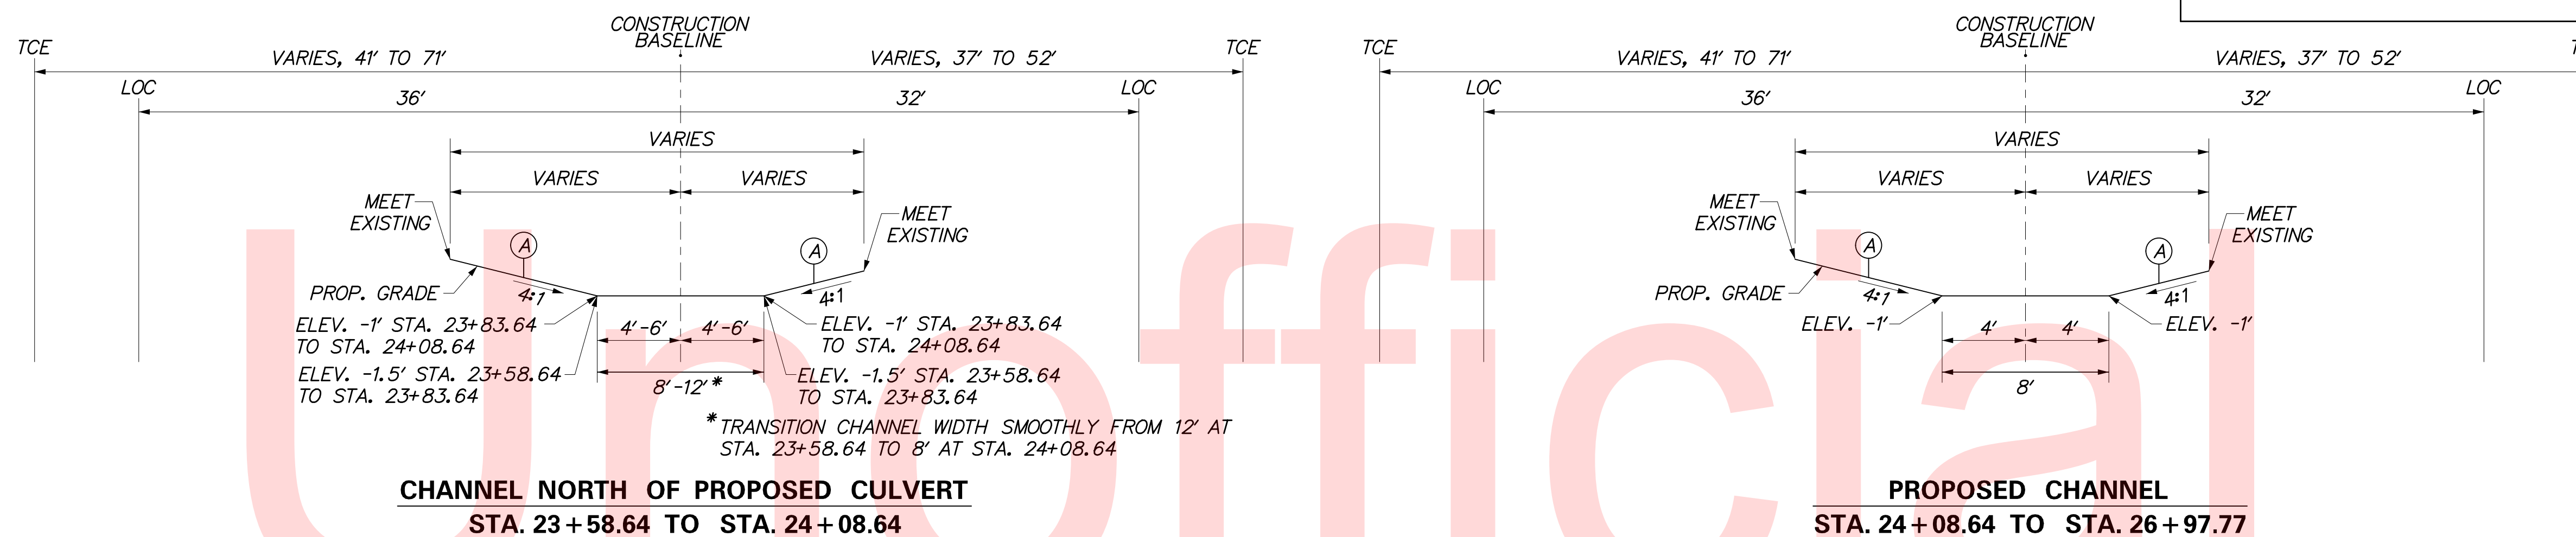 CONSTRUCTION
BASELINE
TCE
VARIES, 41' TO 71'
VARIES, 37' TO 52'
TCE
LOC
36'
32'
LOC
VARIES
VARIES
VARIES
MEET
EXISTING
MEET
EXISTING
A
A
PROP. GRADE
4:1
4:1
ELEV. -1' STA. 23+83.64
TO STA. 24+08.64
4'-6'
4'-6'
ELEV. -1' STA. 23+83.64
TO STA. 24+08.64
ELEV. -1.5' STA. 23+58.64
TO STA. 23+83.64
8'-12'*
ELEV. -1.5' STA. 23+58.64
TO STA. 23+83.64
* TRANSITION CHANNEL WIDTH SMOOTHLY FROM 12' AT
STA. 23+58.64 TO 8' AT STA. 24+08.64
CHANNEL NORTH OF PROPOSED CULVERT
STA. 23+58.64 TO STA. 24+08.64
CONSTRUCTION
BASELINE
TCE
VARIES, 41' TO 71'
VARIES, 37' TO 52'
LOC
36'
32'
LOC
VARIES
VARIES
VARIES
MEET
EXISTING
MEET
EXISTING
A
A
PROP. GRADE
4:1
4:1
ELEV. -1'
4'
4'
ELEV. -1'
8'
PROPOSED CHANNEL
STA. 24+08.64 TO STA. 26+97.77
Unofficial